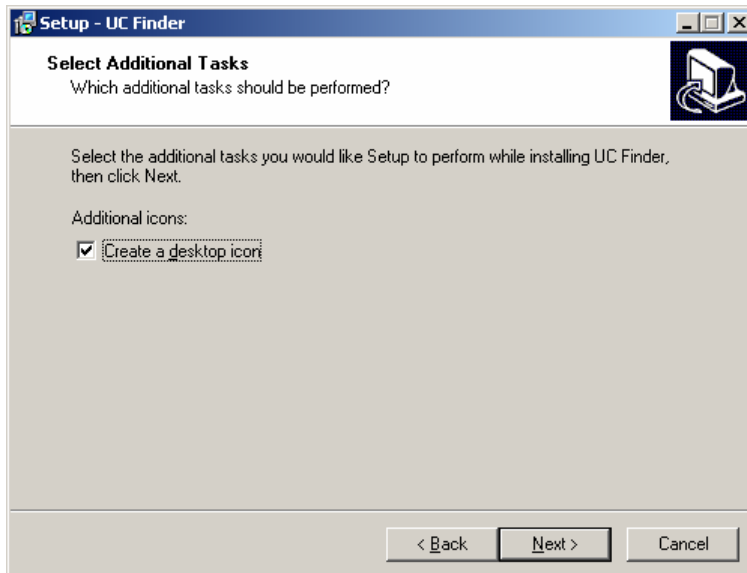 Setup - UC Finder
Select Additional Tasks
Which additional tasks should be performed?
Select the additional tasks you would like Setup to perform while installing UC Finder,
then click Next.
Additional icons:
Create a desktop icon
< Back
Next >
Cancel